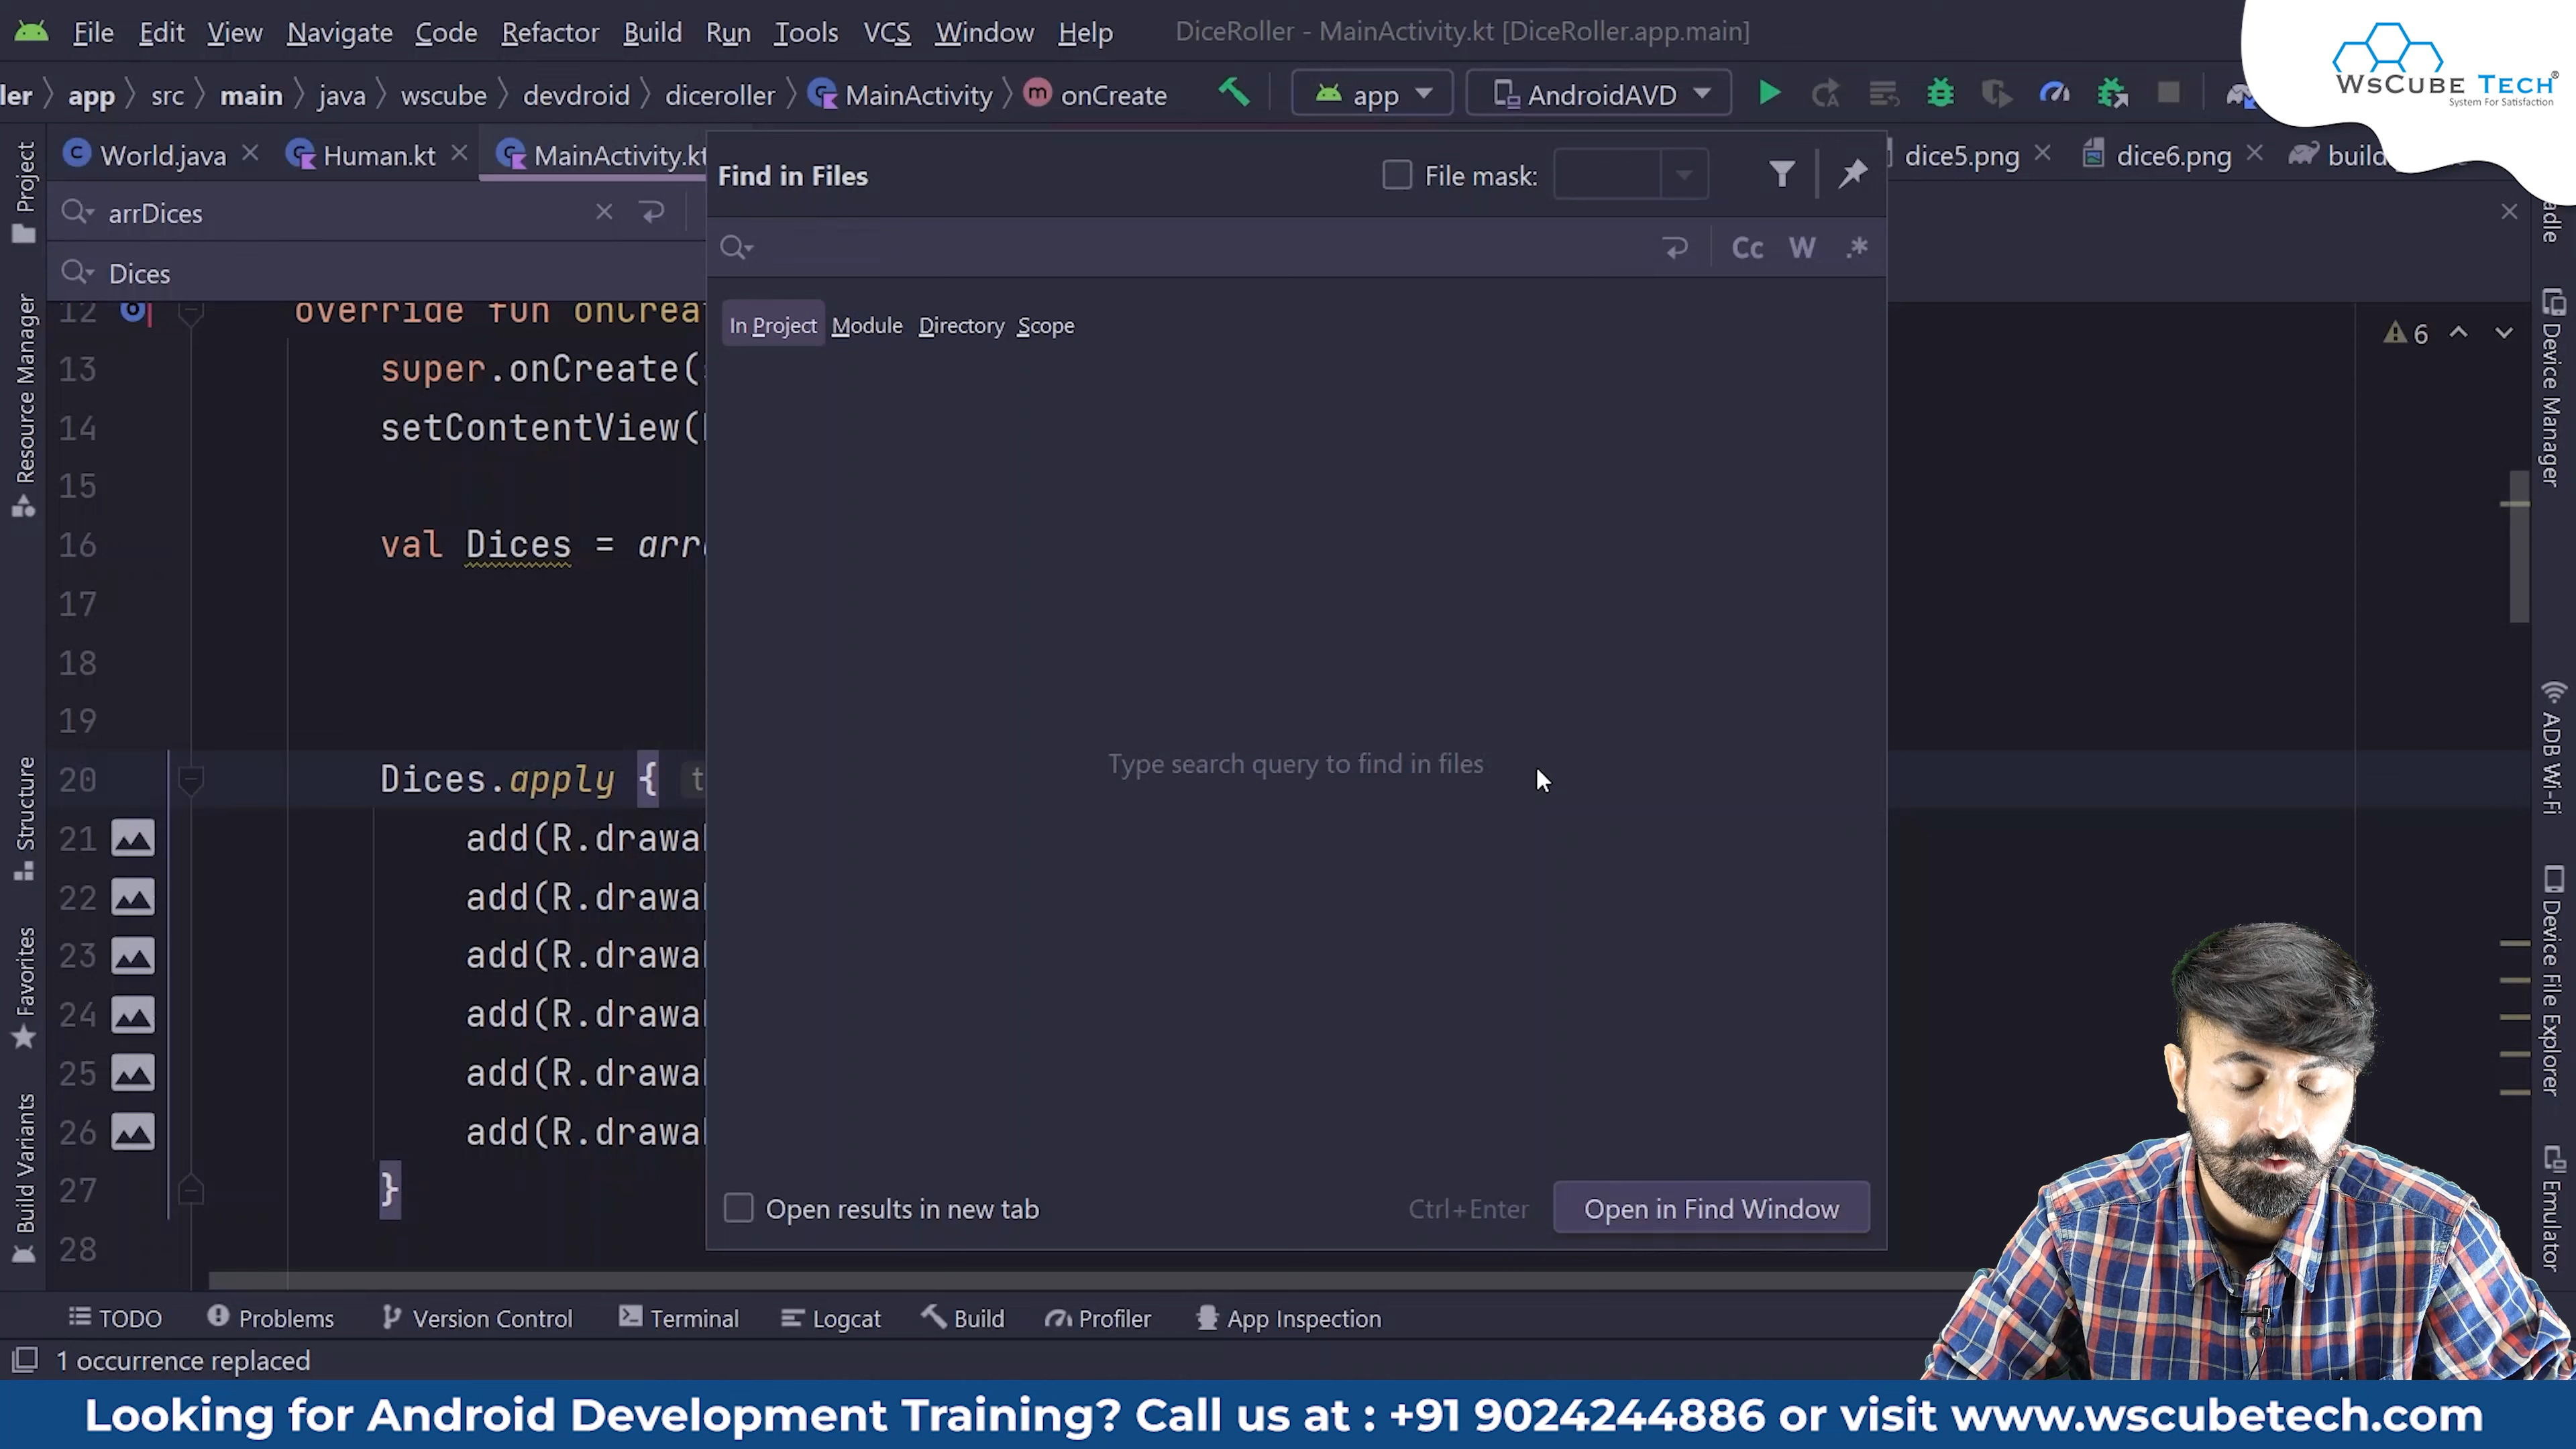 File Edit View Navigate Code Refactor Build Run Tools VCS Window Help DiceRoller - MainActivity.kt [DiceRoller.app.main]
WsCube Tech®
System For Satisfaction
ler app src main java wscube devdroid diceroller MainActivity m onCreate app AndroidAVD
World.java Human.kt MainActivity.kt dice5.png dice6.png
Find in Files File mask:
arrDices
Cc W .*
Dices
In Project Module Directory Scope
6
12 override fun
13 super.onCreate(
14 setContentView(
15
16 val Dices = arr
17
18
19
Type search query to find in files
20 Dices.apply { t
21 add(R.drawa
22 add(R.drawa
23 add(R.drawa
24 add(R.drawa
25 add(R.drawa
26 add(R.drawa
27 }
28
Open results in new tab Ctrl+Enter Open in Find Window
Project
Resource Manager
Structure
Favorites
Build Variants
Device Manager
ADB Wi-Fi
Device File Explorer
Emulator
TODO Problems Version Control Terminal Logcat Build Profiler App Inspection
1 occurrence replaced
Looking for Android Development Training? Call us at : +91 9024244886 or visit www.wscubetech.com